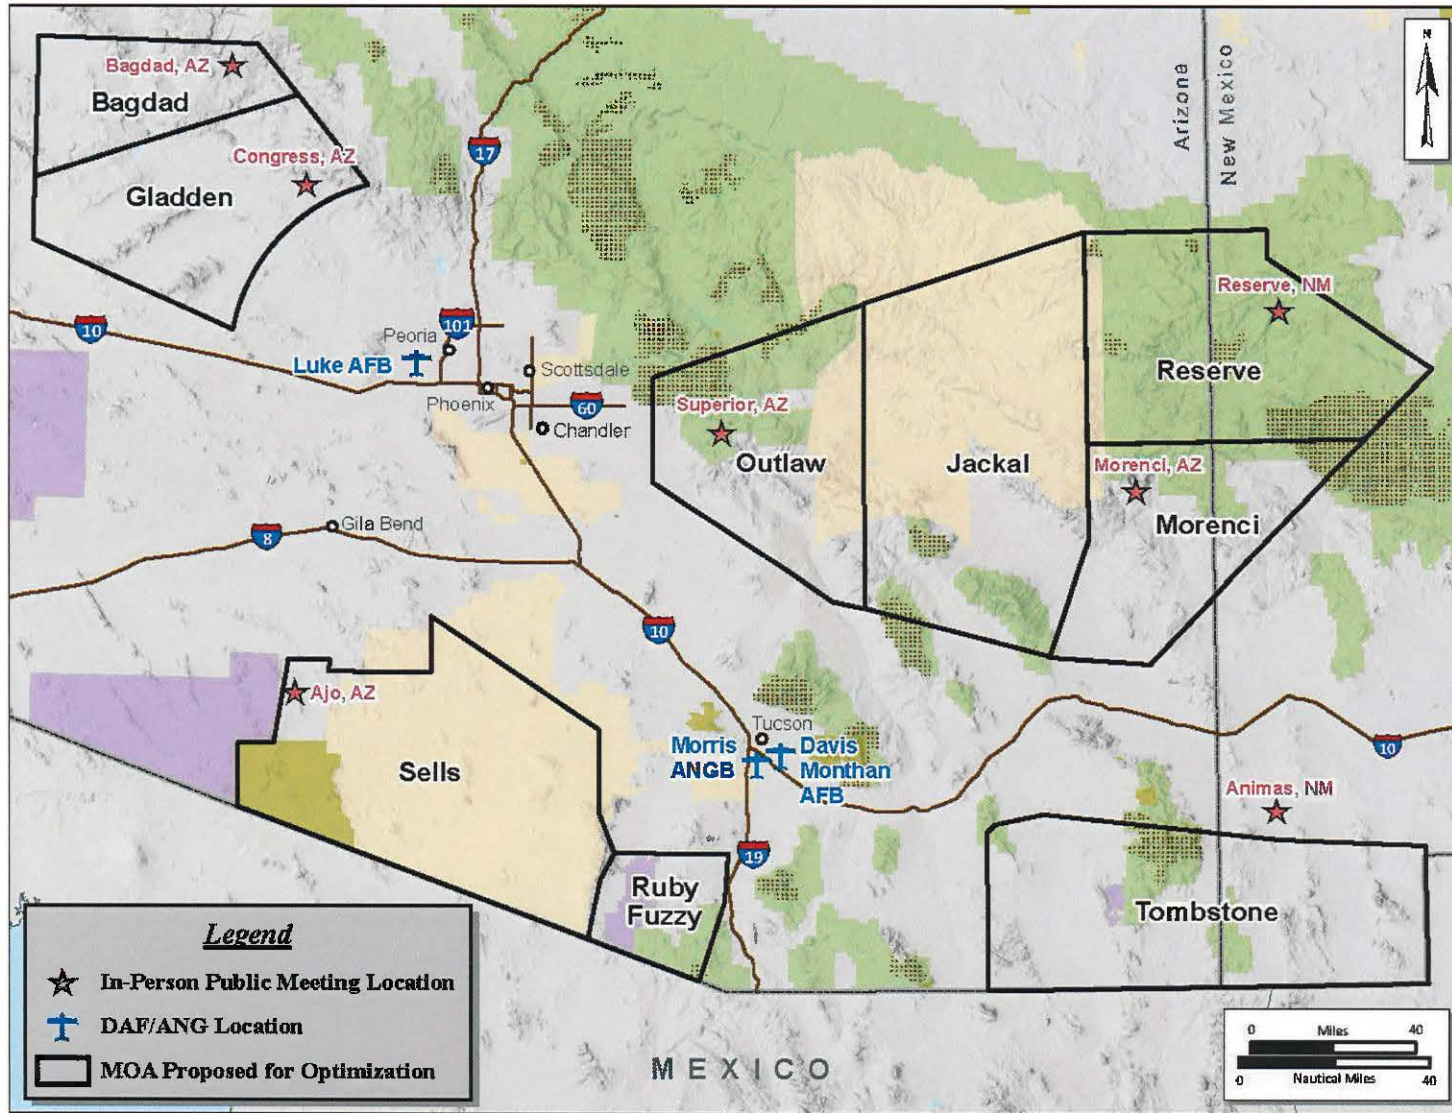 N
Bagdad, AZ
Bagdad
Congress, AZ
Gladden
17
Arizona
New Mexico
Reserve, NM
10
101
Peoria
Luke AFB
Scottsdale
Phoenix
60
Chandler
Superior, AZ
Outlaw
Jackal
Reserve
Morenci, AZ
Morenci
Gila Bend
8
10
Ajo, AZ
Sells
Tucson
Morris
ANGB
Davis
Monthan
AFB
10
Animas, NM
19
Ruby
Fuzzy
Tombstone
Legend
In-Person Public Meeting Location
DAF/ANG Location
MOA Proposed for Optimization
MEXICO
0 Miles 40
0 Nautical Miles 40